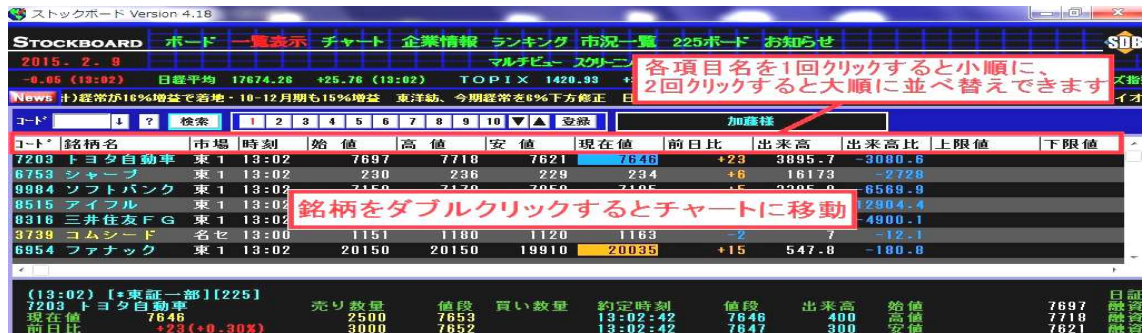 ストックボード Version 4.18
STOCKBOARD ボード 一覧表示 チャート 企業情報 ランキング 市況一覧 225ボード お知らせ SDB
2015. 2. 9 マルチビュー スクリーニン
-0.05 (13:02) 日経平均 17674.26 +25.76 (13:02) TOPIX 1420.93
各項目名を1回クリックすると小順に、
2回クリックすると大順に並べ替えできます
News ﾅ)経常が16%増益で着地・10-12月期も15%増益 東洋紡、今期経常を6%下方修正
コード ? 検索 1 2 3 4 5 6 7 8 9 10 ▼ ▲ 登録 加藤様
コード 銘柄名 市場 時刻 始 値 高 値 安 値 現在値 前日比 出来高 出来高比 上限値 下限値
7203 トヨタ自動車 東1 13:02 7697 7718 7621 7646 +23 3895.7 -3080.6
6753 シャープ 東1 13:02 230 236 229 234 +6 16173 -2728
9984 ソフトバンク 東1 13:02 -6569.9
8515 アイフル 東1
銘柄をダブルクリックするとチャートに移動
8316 三井住友FG 東1 -4900.1
3739 コムシード 名セ 13:00 1151 1180 1120 1163 -2 7 -12.1
6954 ファナック 東1 13:02 20150 20150 19910 20035 +15 547.8 -180.8
(13:02) [*東証一部][225]
7203 トヨタ自動車 売り数量 値段 買い数量 約定時刻 値段 出来高 始値 7697 日証
現在値 7646 2500 7653 13:02:42 7646 400 高値 7718 融資
前日比 +23(+0.30%) 3000 7652 13:02:42 7647 300 安値 7621 融資